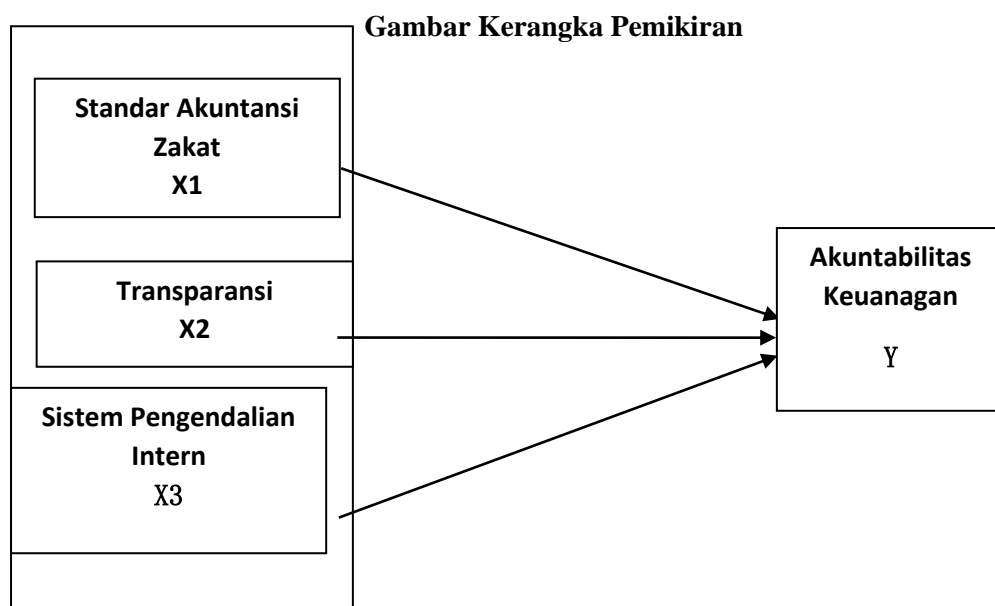 Gambar Kerangka Pemikiran
Standar Akuntansi
Zakat
X1
Transparansi
X2
Sistem Pengendalian
Intern
X3
Akuntabilitas
Keuanagan
Y